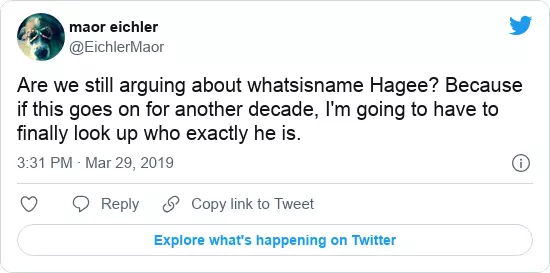 maor eichler
@EichlerMaor
Are we still arguing about whatsisname Hagee? Because
if this goes on for another decade, I'm going to have to
finally look up who exactly he is.
3:31 PM · Mar 29, 2019
Reply
Copy link to Tweet
Explore what's happening on Twitter